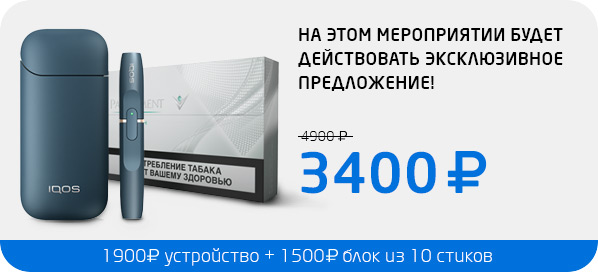 НА ЭТОМ МЕРОПРИЯТИИ БУДЕТ
ДЕЙСТВОВАТЬ ЭКСКЛЮЗИВНОЕ
ПРЕДЛОЖЕНИЕ!
4900 ₽
3400 ₽
IQOS
IQOS
ТРЕБЛЕНИЕ ТАБАКА
Т ВАШЕМУ ЗДОРОВЬЮ
1900₽ устройство + 1500₽ блок из 10 стиков